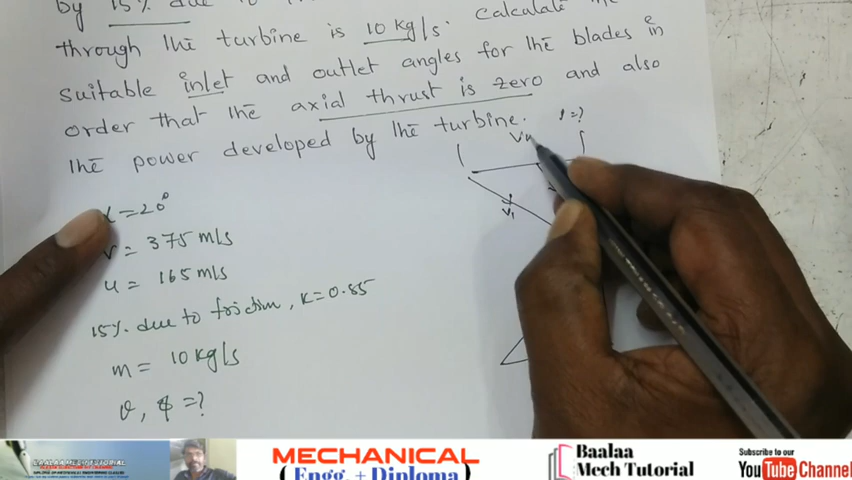 by 15%
through the turbine is 10 kg/s. Calculate
suitable inlet and outlet angles for the blades in
order that the axial thrust is zero and also
the power developed by the turbine.
P=?
V₁
α = 20°
= 375 m/s
u = 165 m/s
15% due to friction, K=0.85
m = 10 kg/s
θ, φ =?
MECHANICAL
(Engg. + Diploma)
Baalaa
Mech Tutorial
Subscribe to our
YouTube Channel